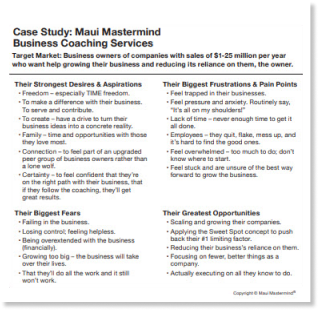 Case Study: Maui Mastermind
Business Coaching Services
Target Market: Business owners of companies with sales of $1-25 million per year
who want help growing their business and reducing its reliance on them, the owner.
Their Strongest Desires & Aspirations
• Freedom – especially TIME freedom.
• To make a difference with their business.
To serve and contribute.
• To create – have a drive to turn their
business ideas into a concrete reality.
• Family – time and opportunities with those
they love most.
• Connection – to feel part of an upgraded
peer group of business owners rather than
a lone wolf.
• Certainty – to feel confident that they're
on the right path with their business, that
if they follow the coaching, they'll get
great results.
Their Biggest Frustrations & Pain Points
• Feel trapped in their businesses.
• Feel pressure and anxiety. Routinely say,
"It's all on my shoulders!"
• Lack of time – never enough time to get it
all done.
• Employees – they quit, flake, mess up, and
it's hard to find the good ones.
• Feel overwhelmed – too much to do; don't
know where to start.
• Feel stuck and are unsure of the best way
forward to grow the business.
Their Biggest Fears
• Failing in the business.
• Losing control; feeling helpless.
• Being overextended with the business
(financially).
• Growing too big – the business will take
over their lives.
• That they'll do all the work and it still
won't work.
Their Greatest Opportunities
• Scaling and growing their companies.
• Applying the Sweet Spot concept to push
back their #1 limiting factor.
• Reducing their business's reliance on them.
• Focusing on fewer, better things as a
company.
• Actually executing on all they know to do.
Copyright © Maui Mastermind®